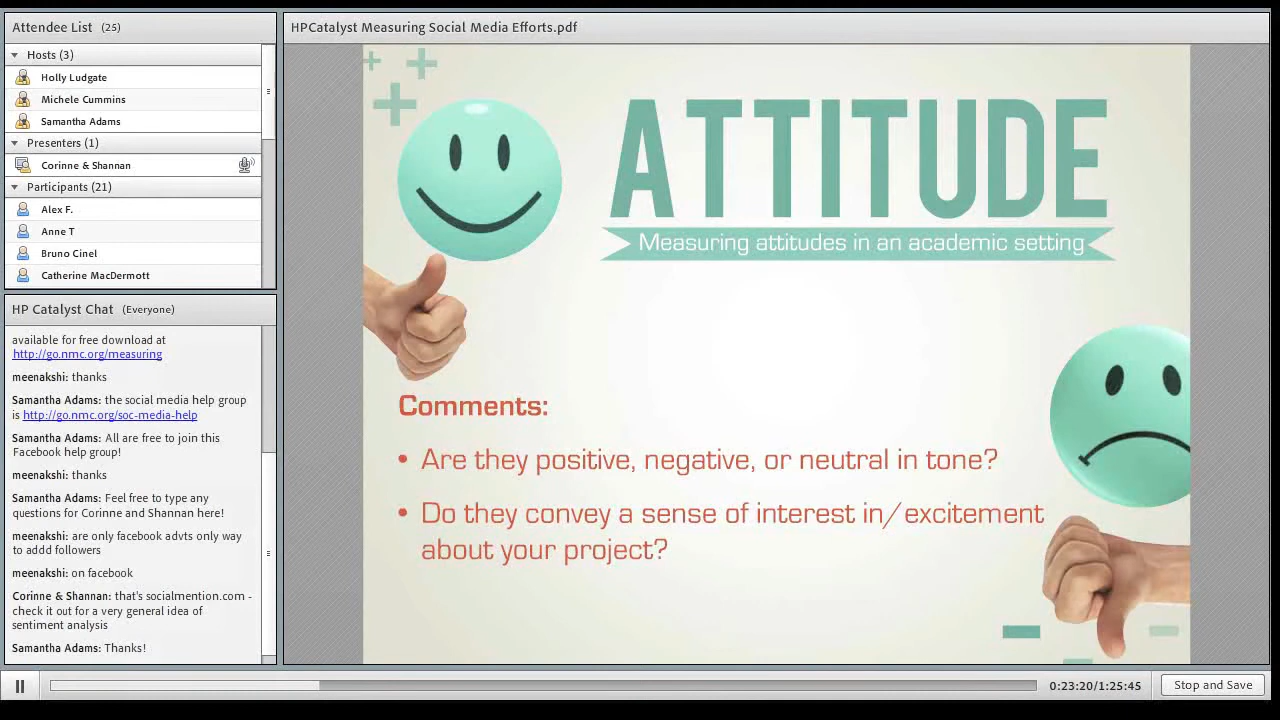 Attendee List (25)
Hosts (3)
Holly Ludgate
Michele Cummins
Samantha Adams
Presenters (1)
Corinne & Shannan
Participants (21)
Alex F.
Anne T
Bruno Cinel
Catherine MacDermott
HP Catalyst Chat (Everyone)
available for free download at
http://go.nmc.org/measuring
meenakshi: thanks
Samantha Adams: the social media help group
is http://go.nmc.org/soc-media-help
Samantha Adams: All are free to join this
Facebook help group!
meenakshi: thanks
Samantha Adams: Feel free to type any
questions for Corinne and Shannon here!
meenakshi: are only facebook advts only way
to addd followers
meenakshi: on facebook
Corinne & Shannan: that's socialmention.com -
check it out for a very general idea of
sentiment analysis
Samantha Adams: Thanks!
HPCatalyst Measuring Social Media Efforts.pdf
ATTITUDE
Measuring attitudes in an academic setting
Comments:
• Are they positive, negative, or neutral in tone?
• Do they convey a sense of interest in/excitement
about your project?
0:23:20/1:25:45
Stop and Save